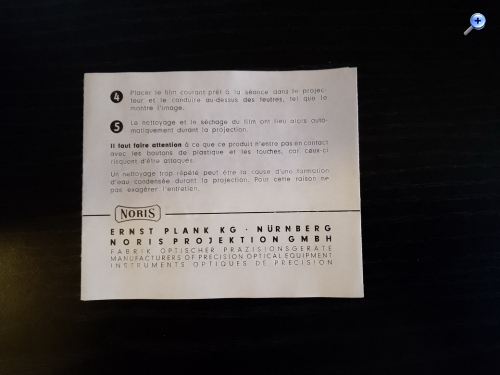 4 Placer le film courant prêt à la séance dans le projec-
teur et le conduire au-dessus des feutres, tel que le
montre l'image.
5 Le nettoyage et le séchage du film ont lieu alors auto-
matiquement durant la projection.
Il faut faire attention à ce que ce produit n'entre pas en contact
avec les boutons de plastique et les touches, car ceux-ci
risquent d'être attaqués.
Un nettoyage trop répété peut être la cause d'une formation
d'eau condensée durant la projection. Pour cette raison ne
pas exagérer l'entretien.
NORIS
ERNST PLANK KG · NÜRNBERG
NORIS PROJEKTION GMBH
FABRIK OPTISCHER PRÄZISIONSGERÄTE
MANUFACTURERS OF PRECISION OPTICAL EQUIPMENT
INSTRUMENTS OPTIQUES DE PRECISION